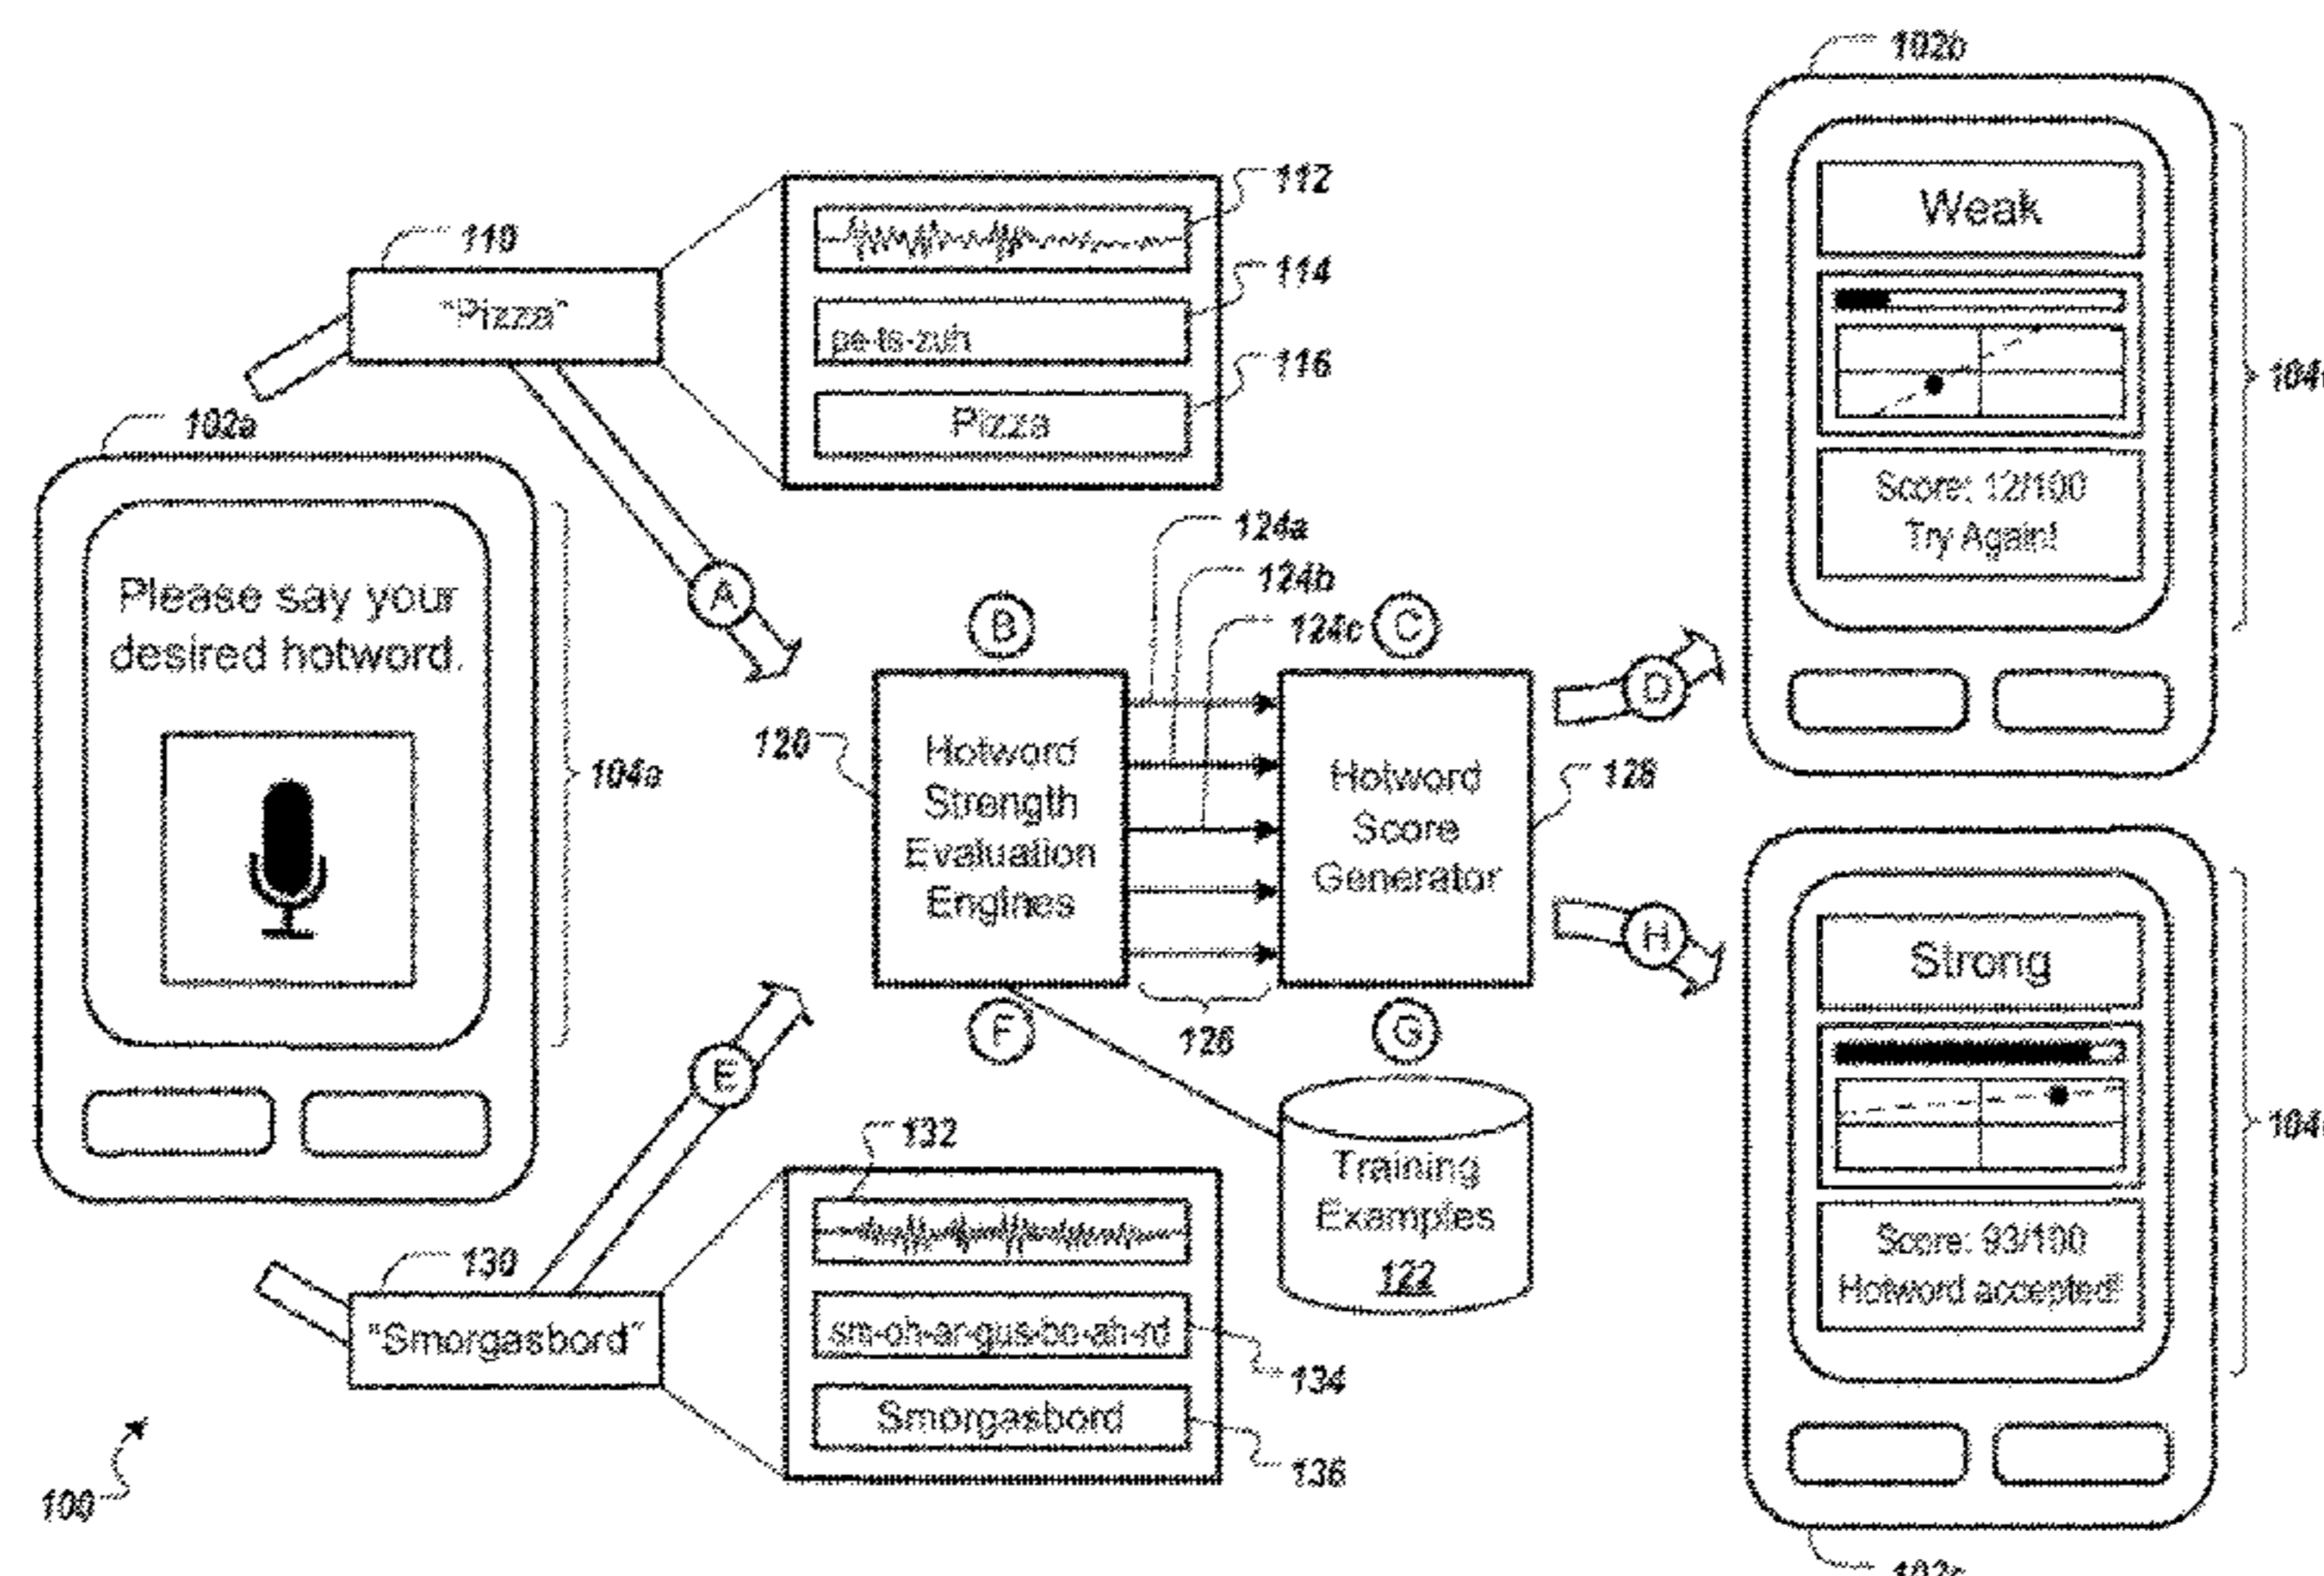 102b
112
Weak
110
114
"Pizza"
pe-ts-zuh
116
Pizza
102a
Score: 12/100
Try Again!
124a
124b
124c
Please say your
desired hotword.
A
B
C
D
120
104a
Hotword
Strength
Evaluation
Engines
Hotword
Score
Generator
128
H
Strong
F
126
G
E
132
Training
Examples
122
Score: 93/100
Hotword accepted!
130
"Smorgasbord"
sm-oh-ar-gus-bo-ah-rd
134
Smorgasbord
136
100